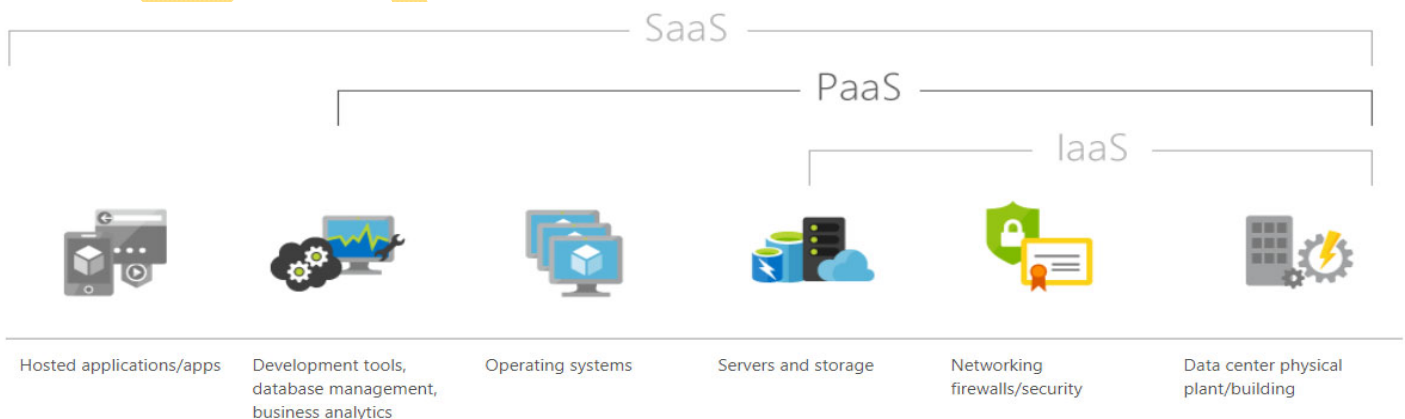 SaaS
PaaS
IaaS
Hosted applications/apps
Development tools,
database management,
business analytics
Operating systems
Servers and storage
Networking
firewalls/security
Data center physical
plant/building